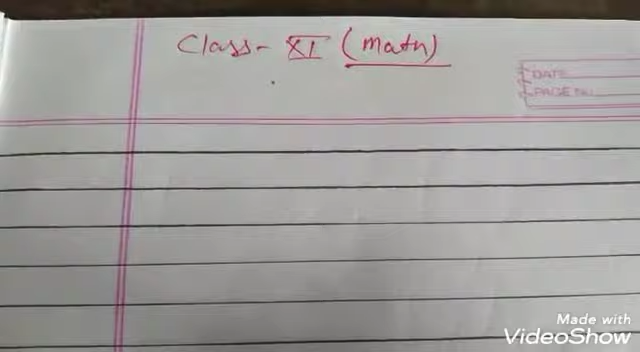 Class - XI (Math)
DATE
PAGE No.
Made with
VideoShow